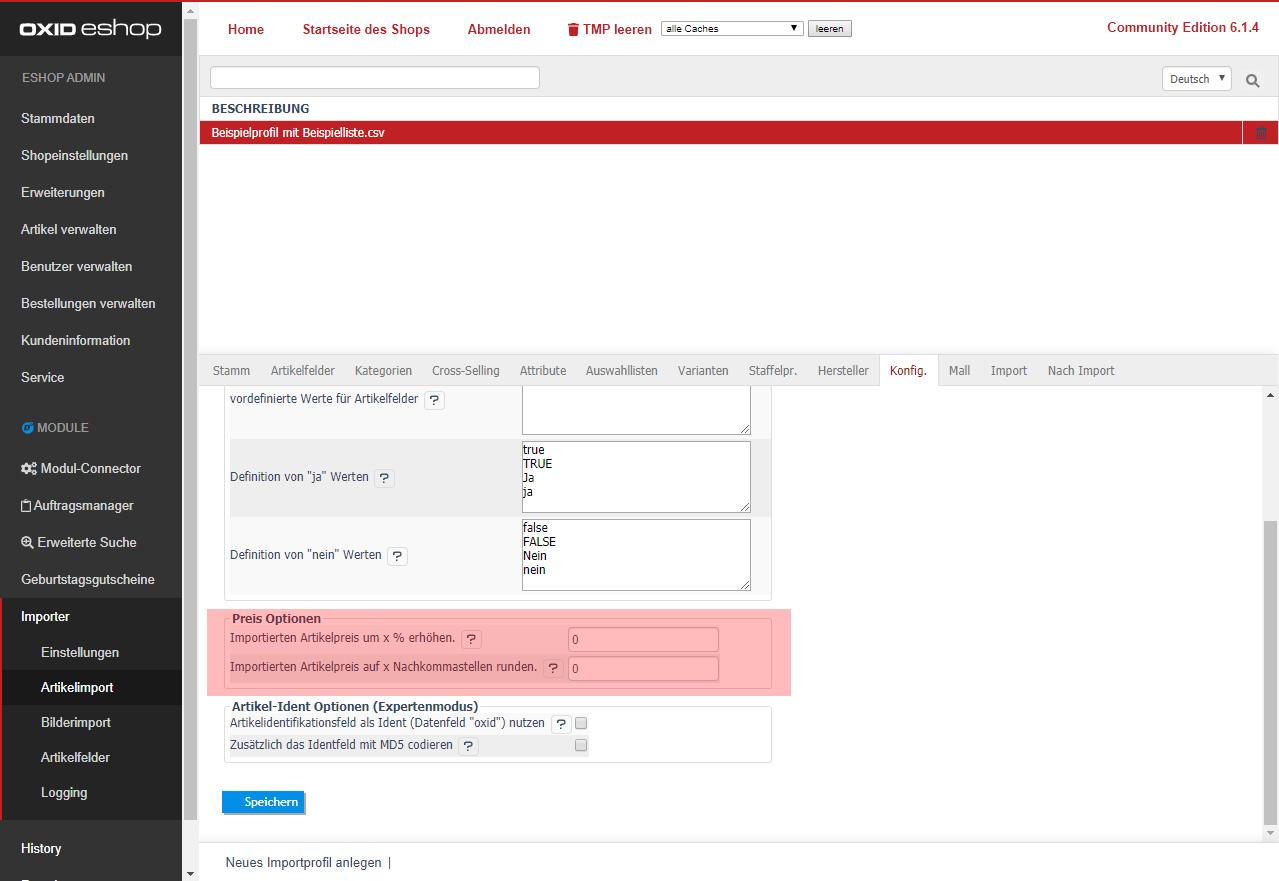 OXID eshop
Home Startseite des Shops Abmelden TMP leeren alle Caches leeren Community Edition 6.1.4
ESHOP ADMIN
Stammdaten
Shopeinstellungen
Erweiterungen
Artikel verwalten
Benutzer verwalten
Bestellungen verwalten
Kundeninformation
Service
MODULE
Modul-Connector
Auftragsmanager
Erweiterte Suche
Geburtstagsgutscheine
Importer
Einstellungen
Artikelimport
Bilderimport
Artikelfelder
Logging
History
Deutsch
BESCHREIBUNG
Beispielprofil mit Beispielliste.csv
Stamm Artikelfelder Kategorien Cross-Selling Attribute Auswahllisten Varianten Staffelpr. Hersteller Konfig. Mall Import Nach Import
vordefinierte Werte für Artikelfelder ?
Definition von "ja" Werten ?
true
TRUE
Ja
ja
Definition von "nein" Werten ?
false
FALSE
Nein
nein
Preis Optionen
Importierten Artikelpreis um x % erhöhen. ? 0
Importierten Artikelpreis auf x Nachkommastellen runden. ? 0
Artikel-Ident Optionen (Expertenmodus)
Artikelidentifikationsfeld als Ident (Datenfeld "oxid") nutzen ?
Zusätzlich das Identfeld mit MD5 codieren ?
Speichern
Neues Importprofil anlegen |